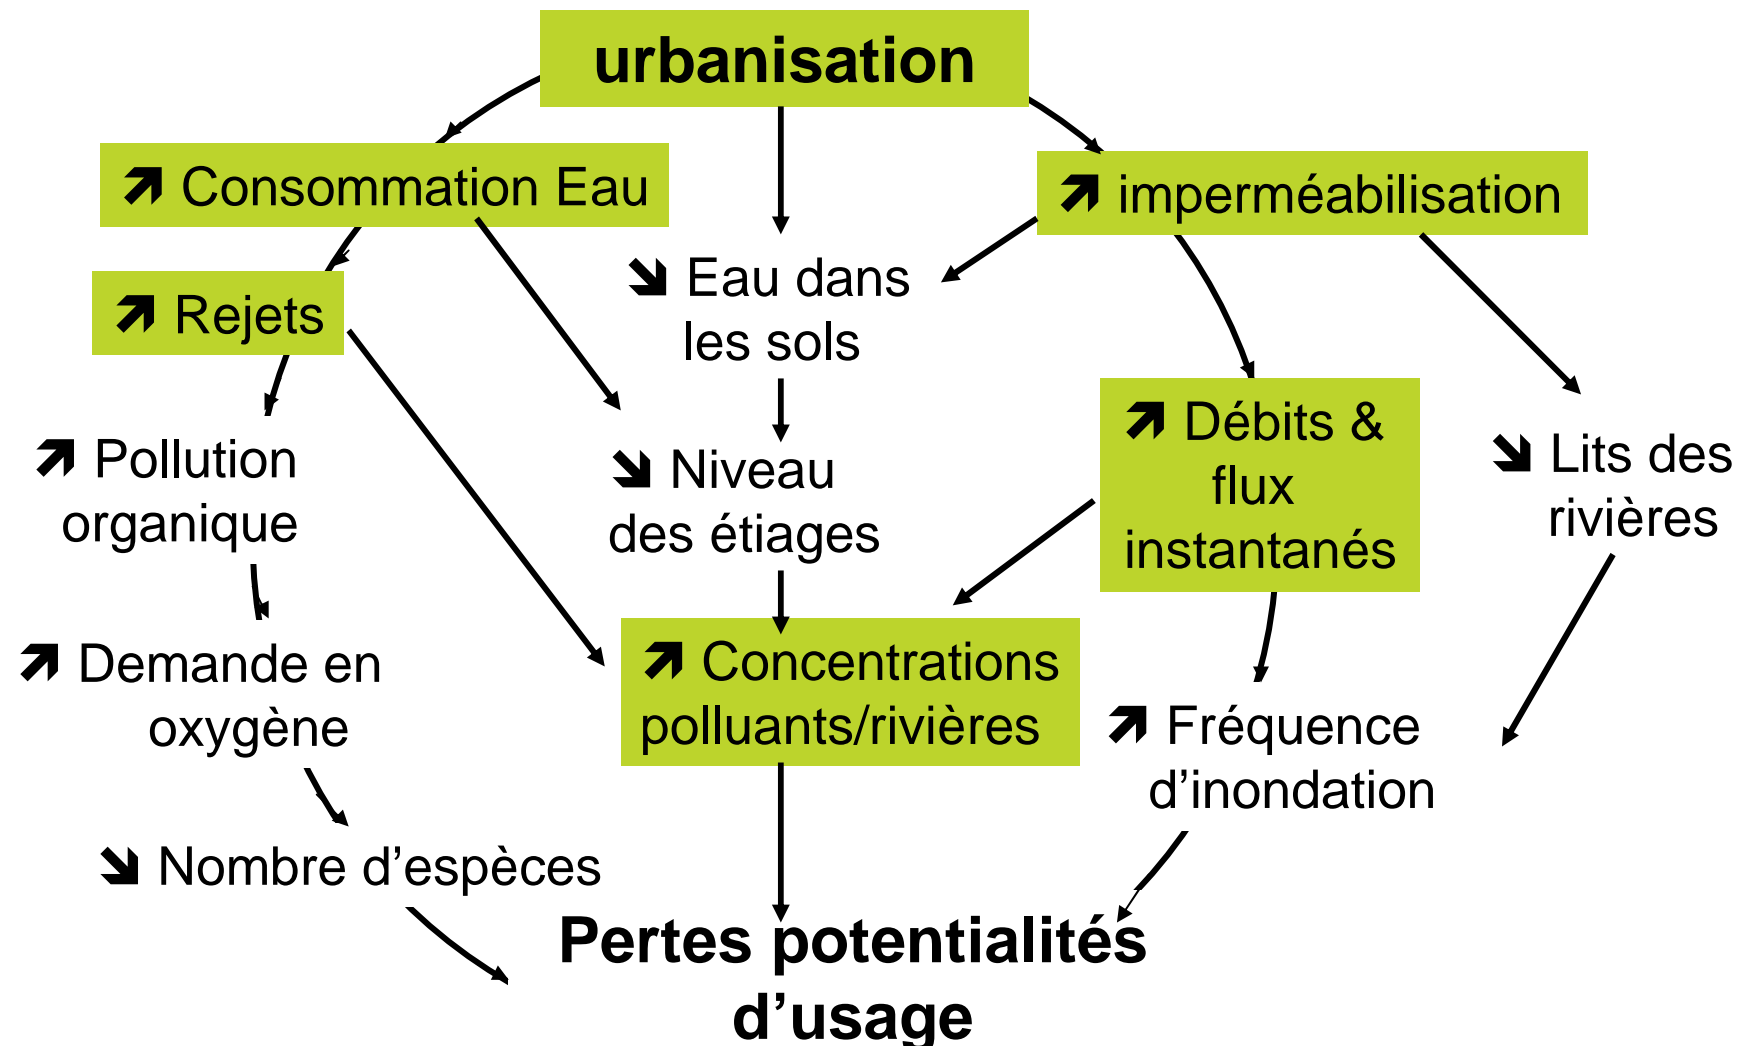 urbanisation
↗ Consommation Eau
↗ imperméabilisation
↘ Eau dans
les sols
↗ Rejets
↗ Pollution
organique
↘ Niveau
des étiages
↗ Débits &
flux
instantanés
↘ Lits des
rivières
↗ Demande en
oxygène
↗ Concentrations
polluants/rivières
↗ Fréquence
d’inondation
↘ Nombre d’espèces
Pertes potentialités
d’usage